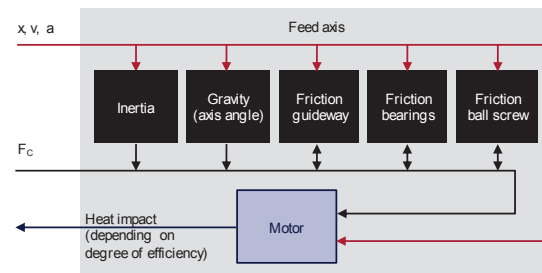 x, v, a
Feed axis
Inertia
Gravity
(axis angle)
Friction
guideway
Friction
bearings
Friction
ball screw
FC
Heat impact
(depending on
degree of efficiency)
Motor